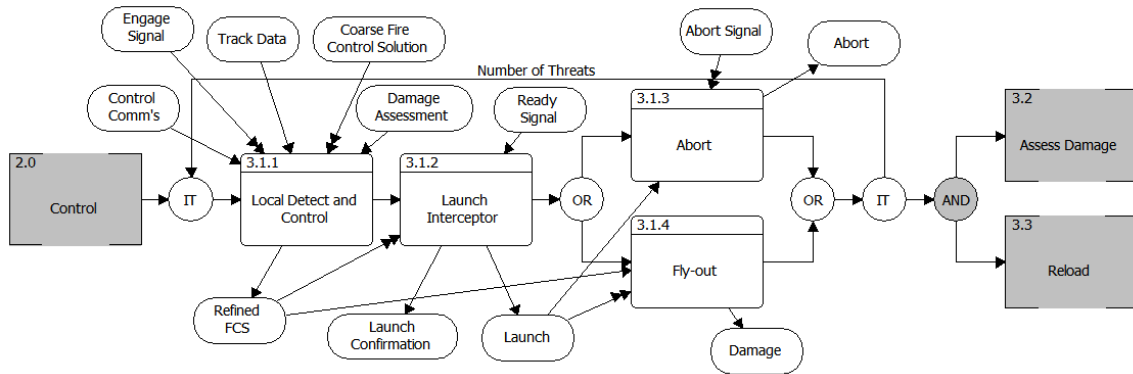 Engage
Signal
Track Data
Coarse Fire
Control Solution
Abort Signal
Abort
Number of Threats
Control
Comm's
Damage
Assessment
Ready
Signal
2.0
Control
IT
3.1.1
Local Detect and
Control
3.1.2
Launch
Interceptor
OR
3.1.3
Abort
3.1.4
Fly-out
OR
IT
AND
3.2
Assess Damage
3.3
Reload
Refined
FCS
Launch
Confirmation
Launch
Damage